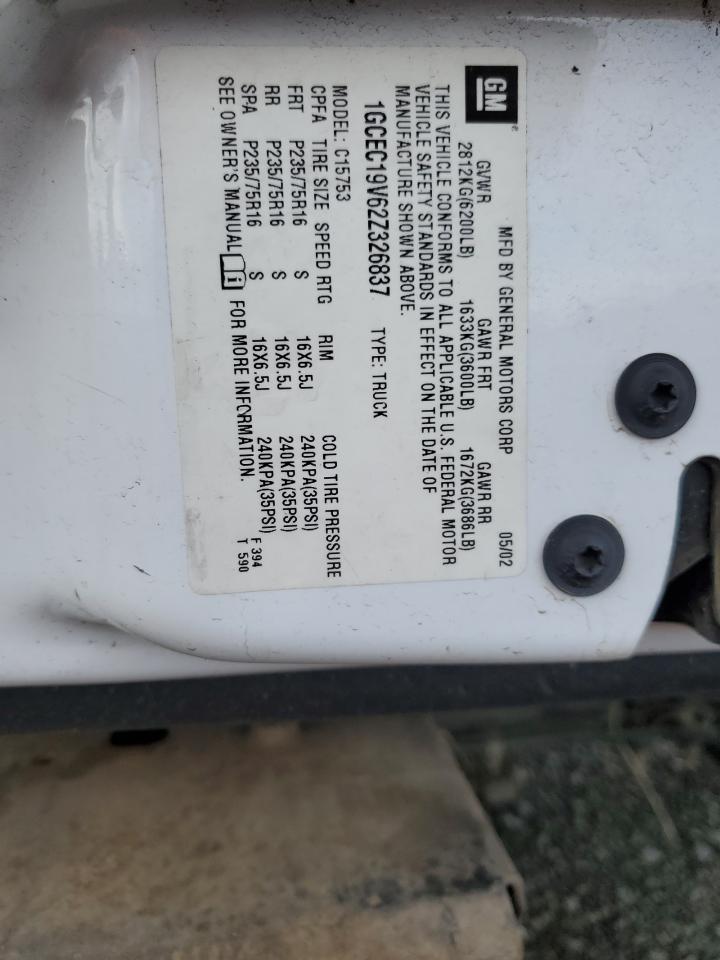 GM
MFD BY GENERAL MOTORS CORP 05/02
GVWR GAWR FRT GAWR RR
2812KG(6200LB) 1633KG(3600LB) 1672KG(3686LB)
THIS VEHICLE CONFORMS TO ALL APPLICABLE U.S. FEDERAL MOTOR
VEHICLE SAFETY STANDARDS IN EFFECT ON THE DATE OF
MANUFACTURE SHOWN ABOVE.
1GCEC19V62Z326837 TYPE: TRUCK
MODEL: C15753
CPFA TIRE SIZE SPEED RTG RIM COLD TIRE PRESSURE
FRT P235/75R16 S 16X6.5J 240KPA(35PSI)
RR P235/75R16 S 16X6.5J 240KPA(35PSI)
SPA P235/75R16 S 16X6.5J 240KPA(35PSI)
SEE OWNER'S MANUAL i FOR MORE INFORMATION.
F 394
T 590